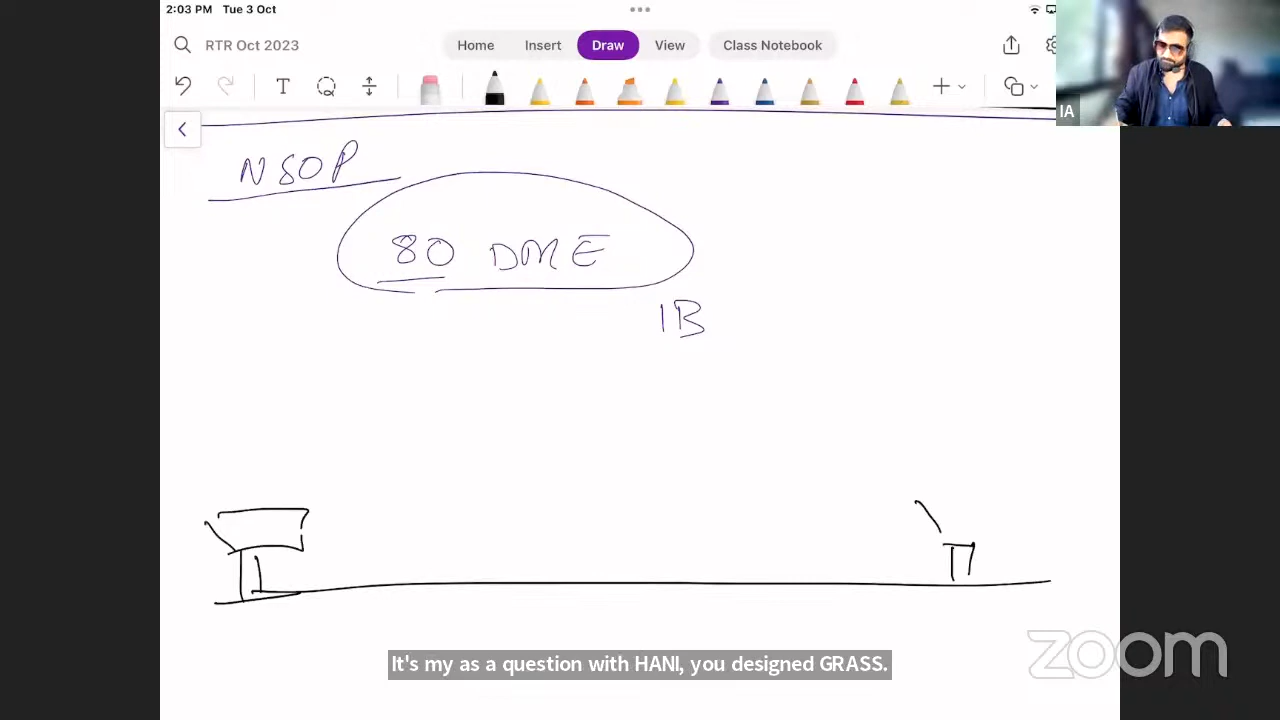 2:03 PM Tue 3 Oct
RTR Oct 2023
Home Insert Draw View Class Notebook
T
IA
NSOP
80 DME
IB
It's my as a question with HANI, you designed GRASS.
zoom